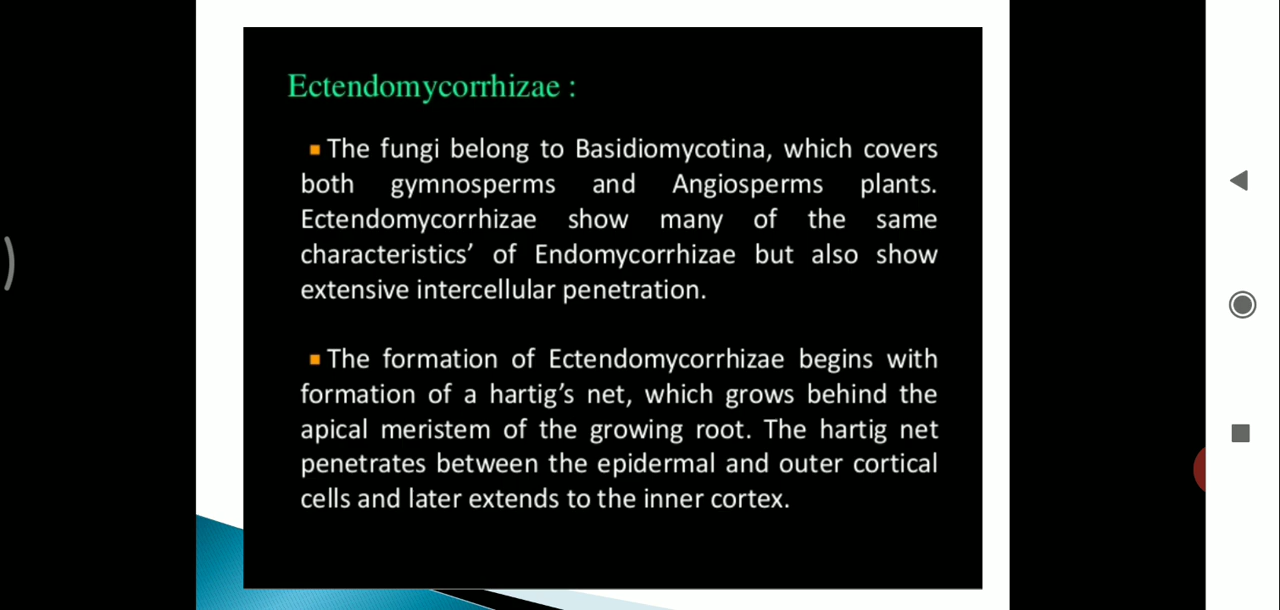 Ectendomycorrhizae :
▪The fungi belong to Basidiomycotina, which covers
both gymnosperms and Angiosperms plants.
Ectendomycorrhizae show many of the same
characteristics’ of Endomycorrhizae but also show
extensive intercellular penetration.
▪The formation of Ectendomycorrhizae begins with
formation of a hartig’s net, which grows behind the
apical meristem of the growing root. The hartig net
penetrates between the epidermal and outer cortical
cells and later extends to the inner cortex.